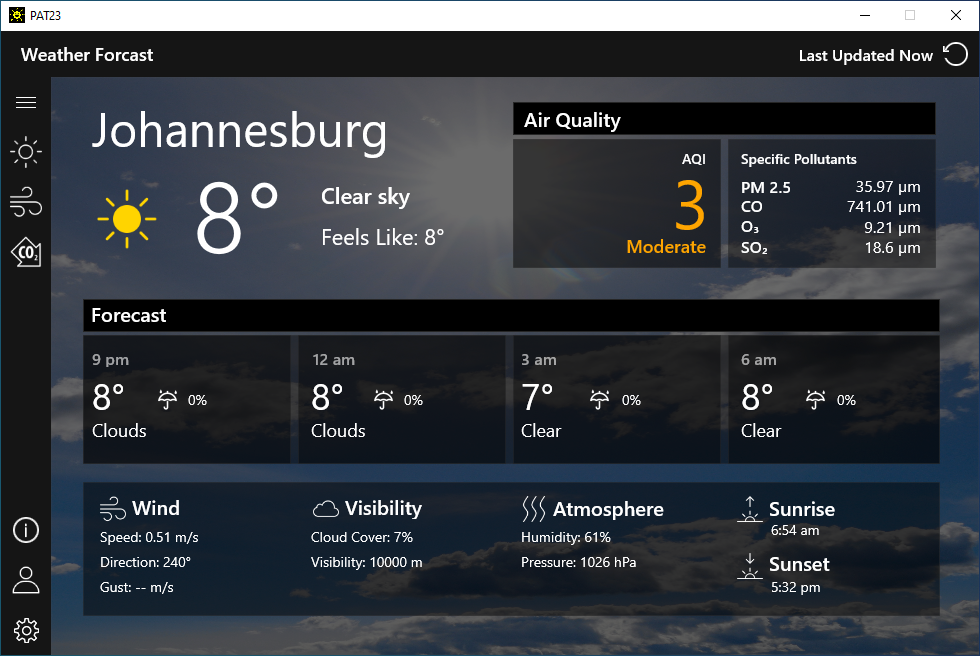 PAT23
Weather Forcast
Last Updated Now
Johannesburg
8°
Clear sky
Feels Like: 8°
Air Quality
AQI
3
Moderate
Specific Pollutants
PM 2.5 35.97 µm
CO 741.01 µm
O₃ 9.21 µm
SO₂ 18.6 µm
CO₂
Forecast
9 pm
8° 0%
Clouds
12 am
8° 0%
Clouds
3 am
7° 0%
Clear
6 am
8° 0%
Clear
Wind
Speed: 0.51 m/s
Direction: 240°
Gust: -- m/s
Visibility
Cloud Cover: 7%
Visibility: 10000 m
Atmosphere
Humidity: 61%
Pressure: 1026 hPa
Sunrise
6:54 am
Sunset
5:32 pm